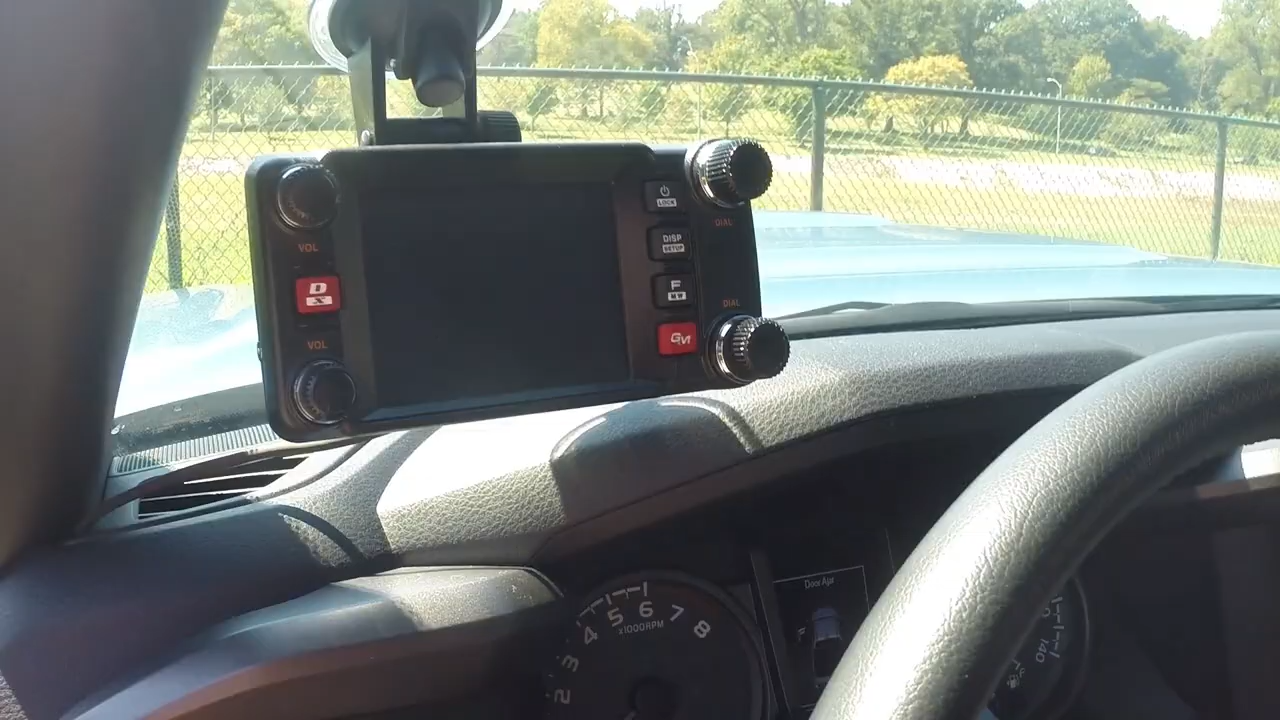 VOL
D
X
VOL
LOCK
DISP
SETUP
F
MW
GM
DIAL
DIAL
Door Ajar
2
3
4
5
6
7
8
x1000RPM
140